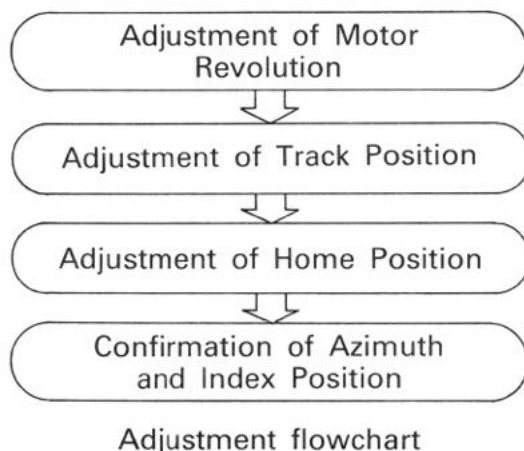 Adjustment of Motor
Revolution
Adjustment of Track Position
Adjustment of Home Position
Confirmation of Azimuth
and Index Position
Adjustment flowchart